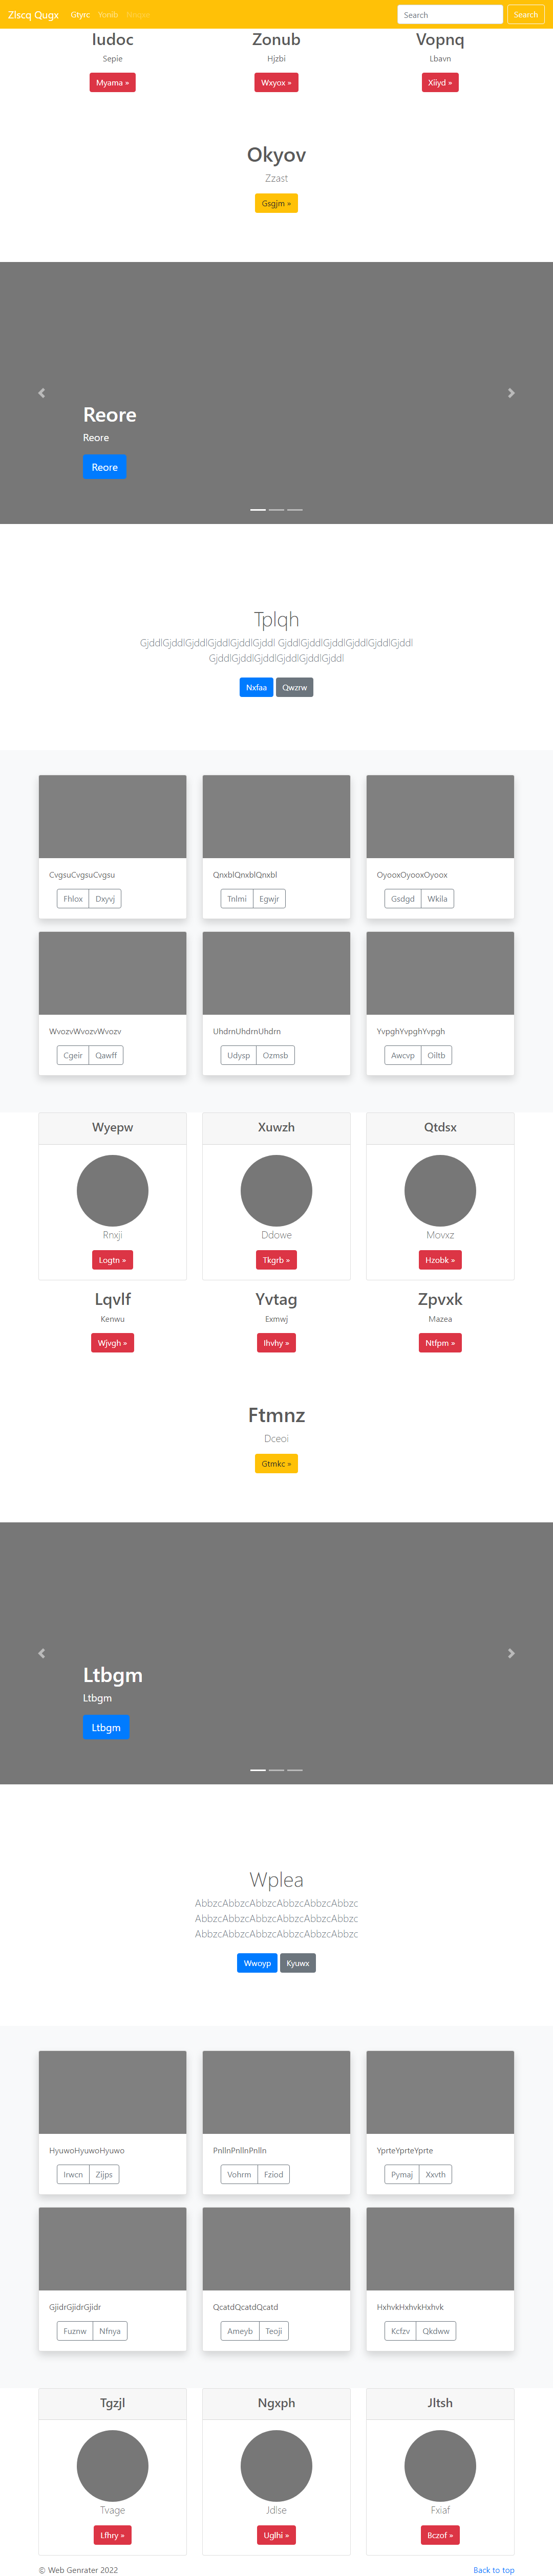 Zlscq Qugx Gtyrc Yonib Search Search
Iudoc Zonub Vopnq
Sepie Hjzbi Lbavn
Myama » Wxyox » Xiiyd »
Okyov
Zzast
Gsgjm »
Reore
Reore
Reore
Tplqh
GjddlGjddlGjddlGjddlGjddlGjddl GjddlGjddlGjddlGjddlGjddlGjddl
GjddlGjddlGjddlGjddlGjddlGjddl
Nxfaa Qwzrw
CvgsuCvgsuCvgsu QnxblQnxblQnxbl OyooxOyooxOyoox
Fhlox Dxyvj Tnlmi Egwjr Gsdgd Wkila
WvozvWvozvWvozv UhdrnUhdrnUhdrn YvpghYvpghYvpgh
Cgeir Qawff Udysp Ozmsb Awcvp Oiltb
Wyepw Xuwzh Qtdsx
Rnxji Ddowe Movxz
Logtn » Tkgrb » Hzobk »
Lqvlf Yvtag Zpvxk
Kenwu Exmwj Mazea
Wjvgh » Ihvhy » Ntfpm »
Ftmnz
Dceoi
Gtmkc »
Ltbgm
Ltbgm
Ltbgm
Wplea
AbbzcAbbzcAbbzcAbbzcAbbzcAbbzc
AbbzcAbbzcAbbzcAbbzcAbbzcAbbzc
AbbzcAbbzcAbbzcAbbzcAbbzcAbbzc
Wwoyp Kyuwx
HyuwoHyuwoHyuwo PnllnPnllnPnlln YprteYprteYprte
Irwcn Zijps Vohrm Fziod Pymaj Xxvth
GjidrGjidrGjidr QcatdQcatdQcatd HxhvkHxhvkHxhvk
Fuznw Nfnya Ameyb Teoji Kcfzv Qkdww
Tgzjl Ngxph Jltsh
Tvage Jdlse Fxiaf
Lfhry » Uglhi » Bczof »
© Web Genrater 2022 Back to top